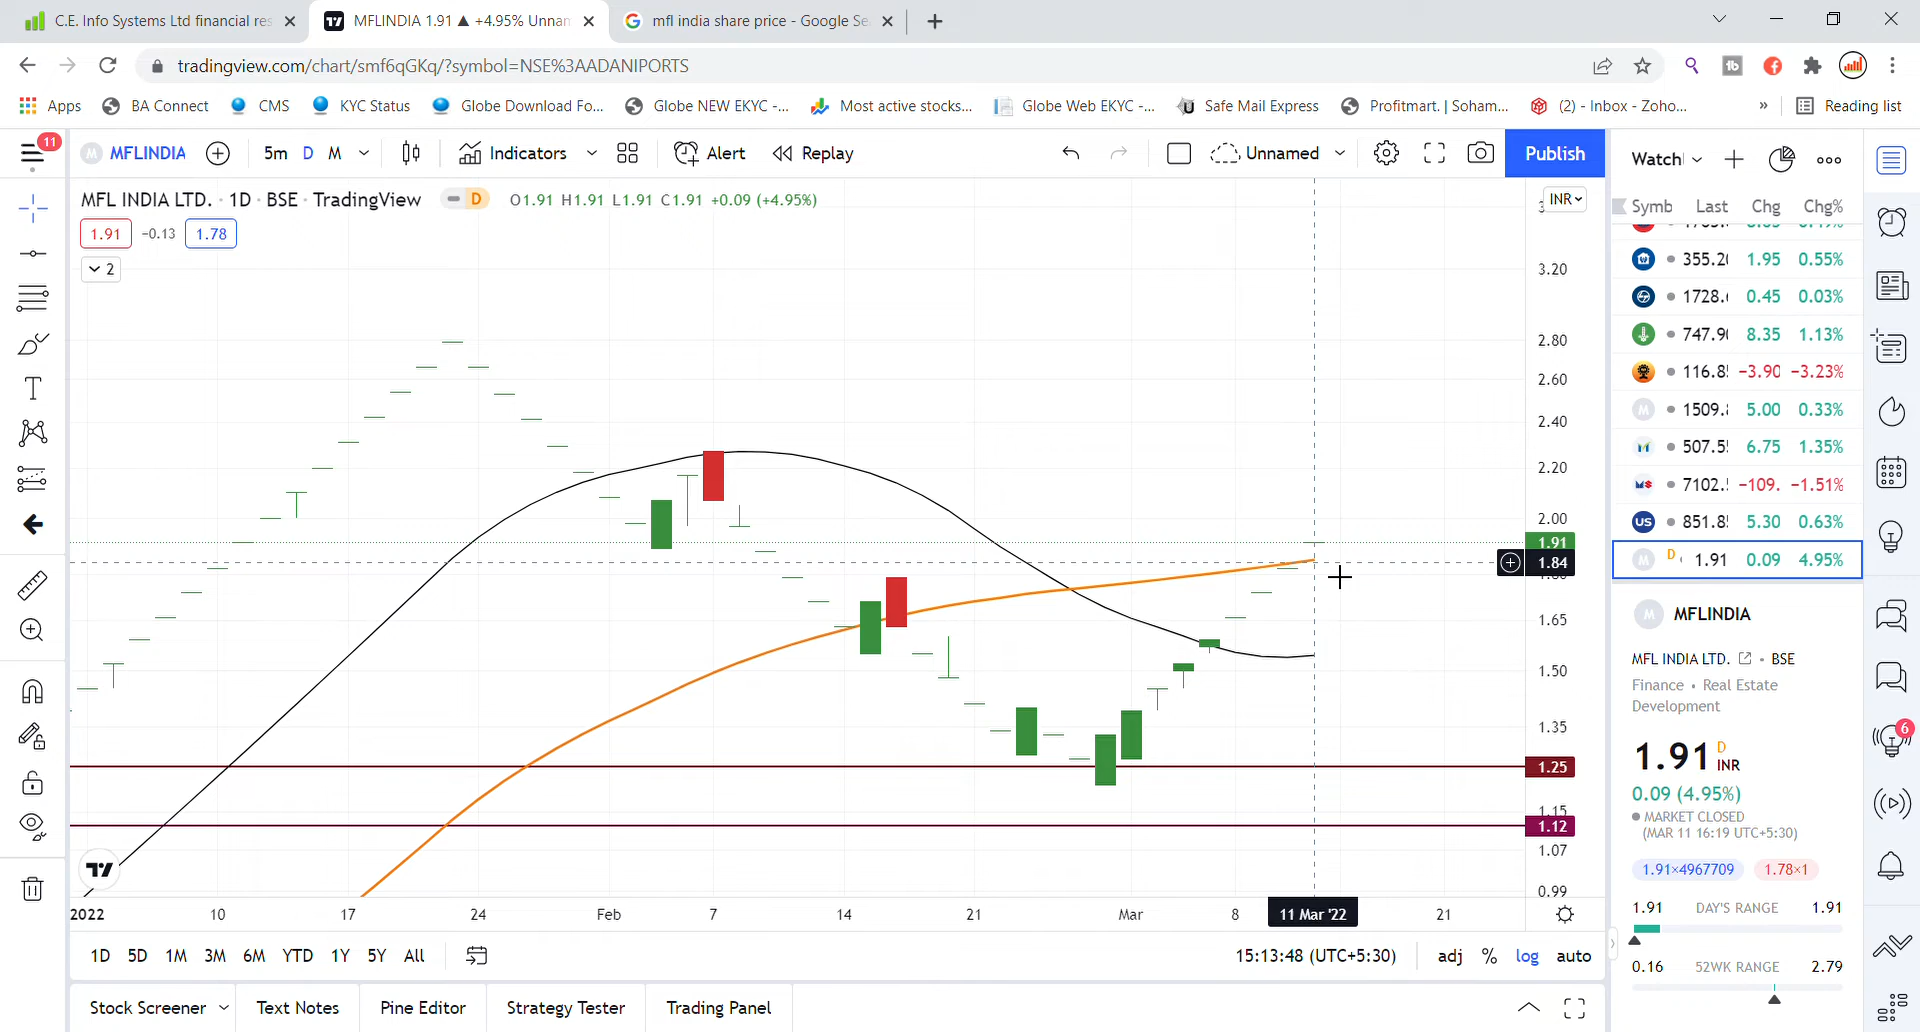 C.E. Info Systems Ltd financial res
MFLINDIA 1.91 ▲ +4.95% Unnam
mfl india share price - Google Se
tradingview.com/chart/smf6qGKq/?symbol=NSE%3AADANIPORTS
Apps BA Connect CMS KYC Status Globe Download Fo... Globe NEW EKYC -... Most active stocks... Globe Web EKYC -... Safe Mail Express Profitmart. | Soham... (2) - Inbox - Zoho... » Reading list
11
MFLINDIA 5m D M Indicators Alert Replay Unnamed Publish
MFL INDIA LTD. · 1D · BSE · TradingView D O1.91 H1.91 L1.91 C1.91 +0.09 (+4.95%)
1.91 −0.13 1.78
2
INR
3.20
2.80
2.60
2.40
2.20
2.00
1.91
1.84
1.65
1.50
1.35
1.25
1.15
1.12
1.07
0.99
2022 10 17 24 Feb 7 14 21 Mar 8 11 Mar '22 21
1D 5D 1M 3M 6M YTD 1Y 5Y All
15:13:48 (UTC+5:30) adj % log auto
Stock Screener Text Notes Pine Editor Strategy Tester Trading Panel
Symb Last Chg Chg%
355.2 1.95 0.55%
1728. 0.45 0.03%
747.9 8.35 1.13%
116.8 −3.90 −3.23%
1509. 5.00 0.33%
507.5 6.75 1.35%
7102. −109. −1.51%
US 851.8 5.30 0.63%
M D 1.91 0.09 4.95%
M MFLINDIA
MFL INDIA LTD. • BSE
Finance • Real Estate
Development
1.91 D INR
0.09 (4.95%)
MARKET CLOSED
(MAR 11 16:19 UTC+5:30)
1.91×4967709 1.78×1
1.91 DAY'S RANGE 1.91
0.16 52WK RANGE 2.79
6